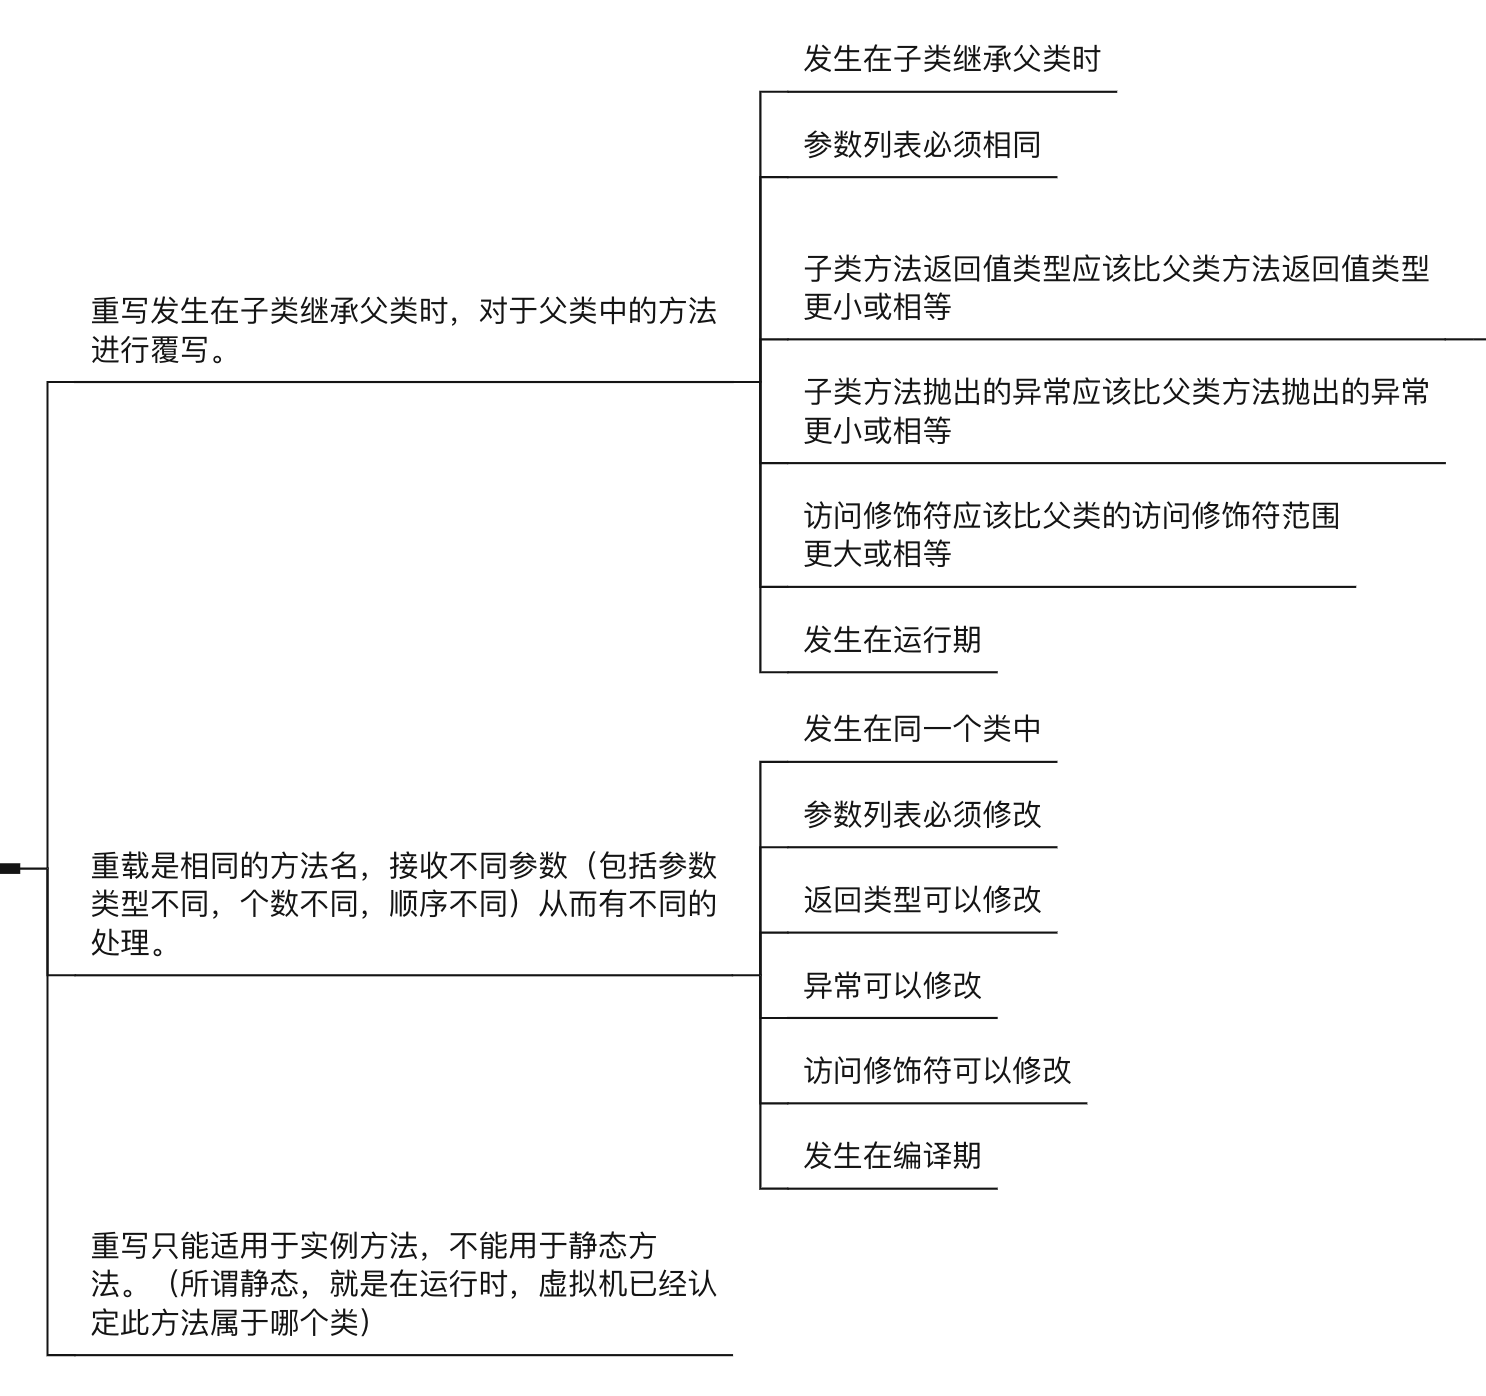 重写发生在子类继承父类时，对于父类中的方法
进行覆写。
发生在子类继承父类时
参数列表必须相同
子类方法返回值类型应该比父类方法返回值类型
更小或相等
子类方法抛出的异常应该比父类方法抛出的异常
更小或相等
访问修饰符应该比父类的访问修饰符范围
更大或相等
发生在运行期
重载是相同的方法名，接收不同参数（包括参数
类型不同，个数不同，顺序不同）从而有不同的
处理。
发生在同一个类中
参数列表必须修改
返回类型可以修改
异常可以修改
访问修饰符可以修改
发生在编译期
重写只能适用于实例方法，不能用于静态方
法。（所谓静态，就是在运行时，虚拟机已经认
定此方法属于哪个类）